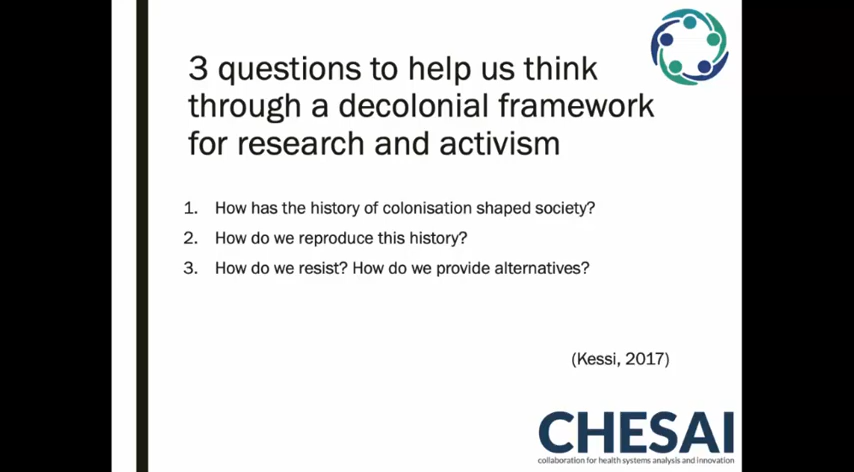 3 questions to help us think
through a decolonial framework
for research and activism
1. How has the history of colonisation shaped society?
2. How do we reproduce this history?
3. How do we resist? How do we provide alternatives?
(Kessi, 2017)
CHESAI
collaboration for health systems analysis and innovation